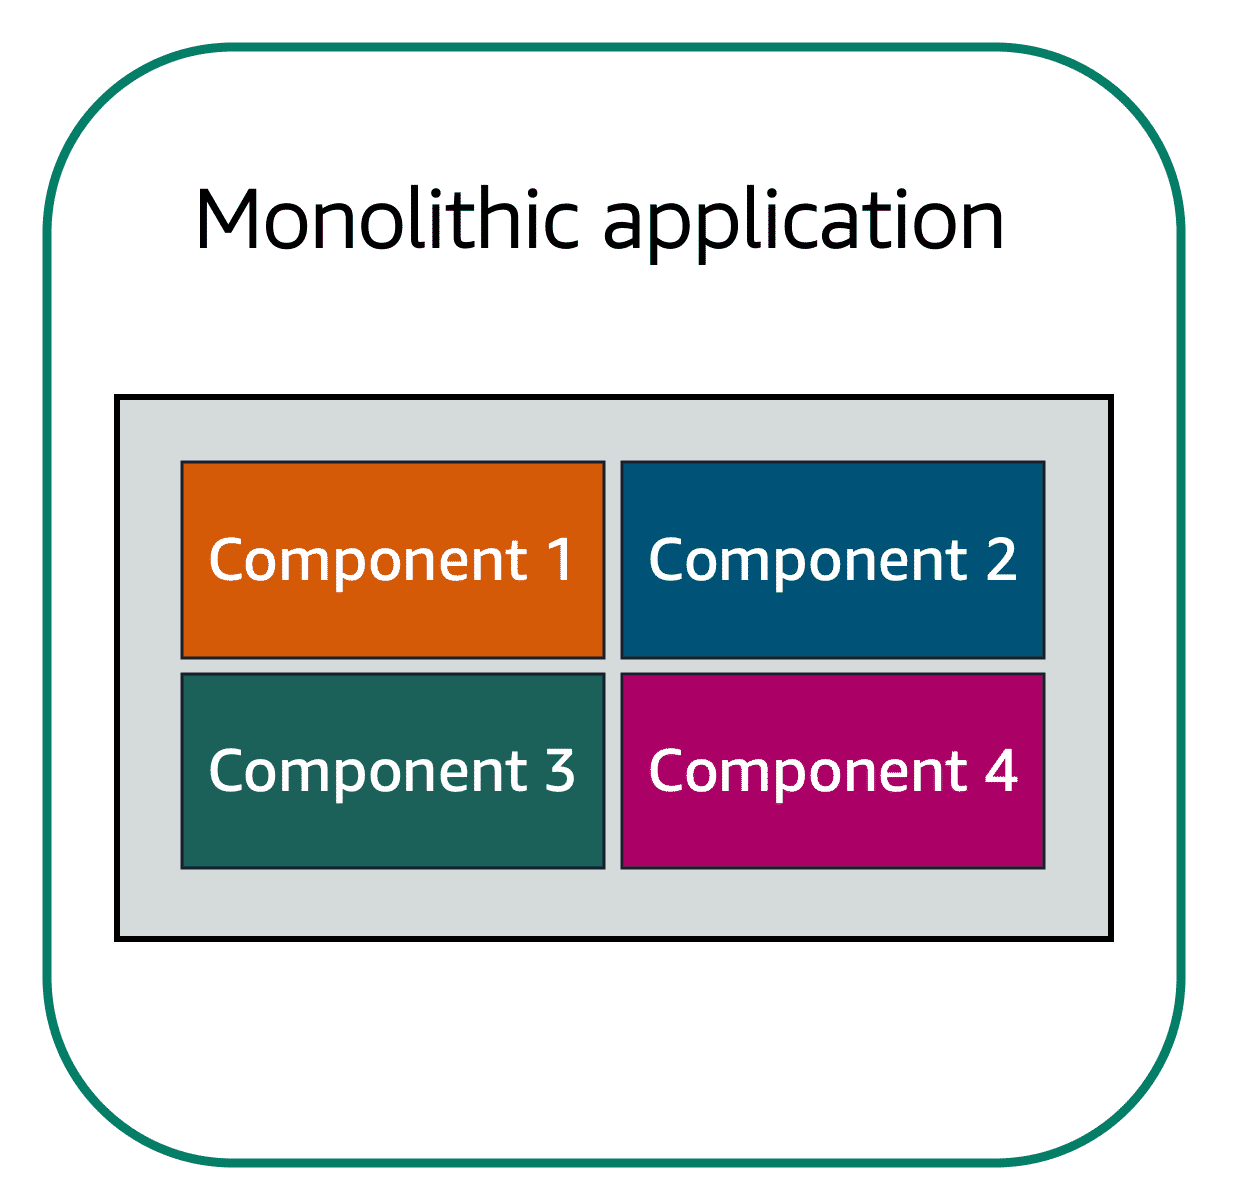 Monolithic application
Component 1
Component 2
Component 3
Component 4